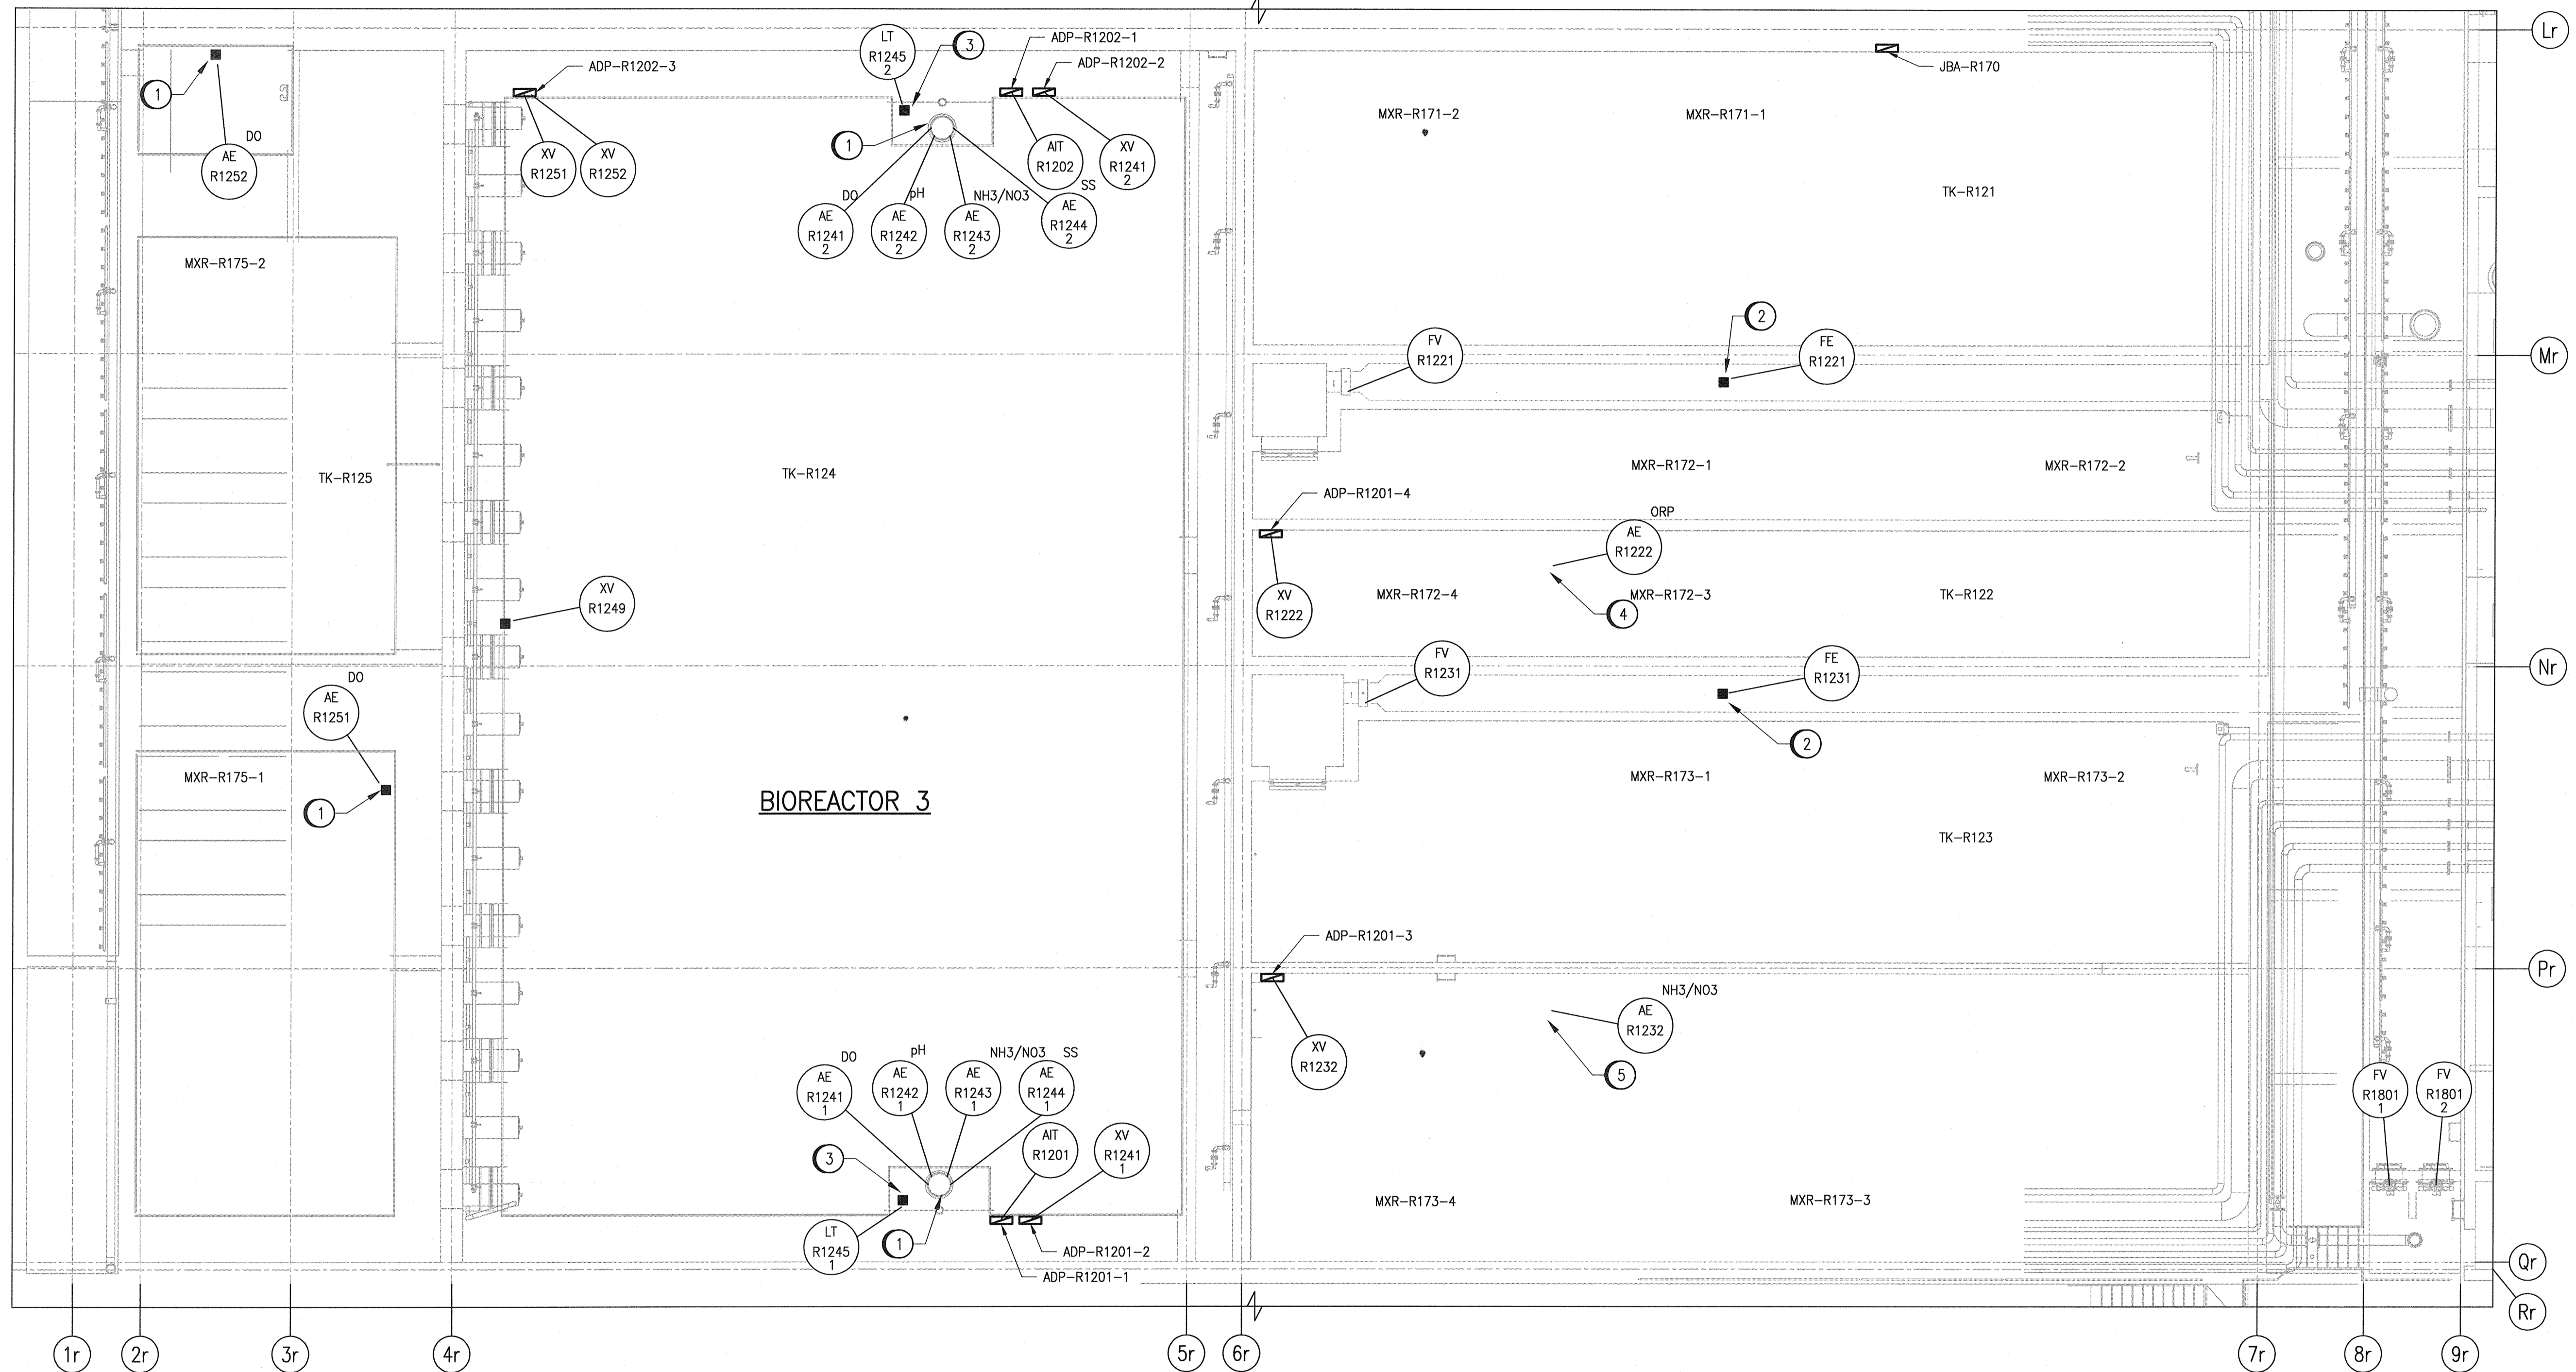 Lr
LT
R1245
2
3
ADP-R1202-1
ADP-R1202-2
ADP-R1202-3
JBA-R170
1
DO
AE
R1252
XV
R1251
XV
R1252
1
AIT
R1202
XV
R1241
2
MXR-R171-2
MXR-R171-1
TK-R121
DO
AE
R1241
2
pH
AE
R1242
2
NH3/NO3
AE
R1243
2
SS
AE
R1244
2
MXR-R175-2
2
FV
R1221
FE
R1221
Mr
TK-R125
TK-R124
MXR-R172-1
MXR-R172-2
ADP-R1201-4
ORP
AE
R1222
XV
R1249
XV
R1222
MXR-R172-4
4
MXR-R172-3
TK-R122
FV
R1231
FE
R1231
Nr
DO
AE
R1251
2
MXR-R175-1
1
BIOREACTOR 3
MXR-R173-1
MXR-R173-2
TK-R123
ADP-R1201-3
Pr
NH3/NO3
AE
R1232
XV
R1232
5
DO
AE
R1241
1
pH
AE
R1242
1
NH3/NO3
AE
R1243
1
SS
AE
R1244
1
FV
R1801
1
FV
R1801
2
3
AIT
R1201
XV
R1241
1
MXR-R173-4
MXR-R173-3
LT
R1245
1
1
ADP-R1201-2
ADP-R1201-1
Qr
Rr
1r
2r
3r
4r
5r
6r
7r
8r
9r